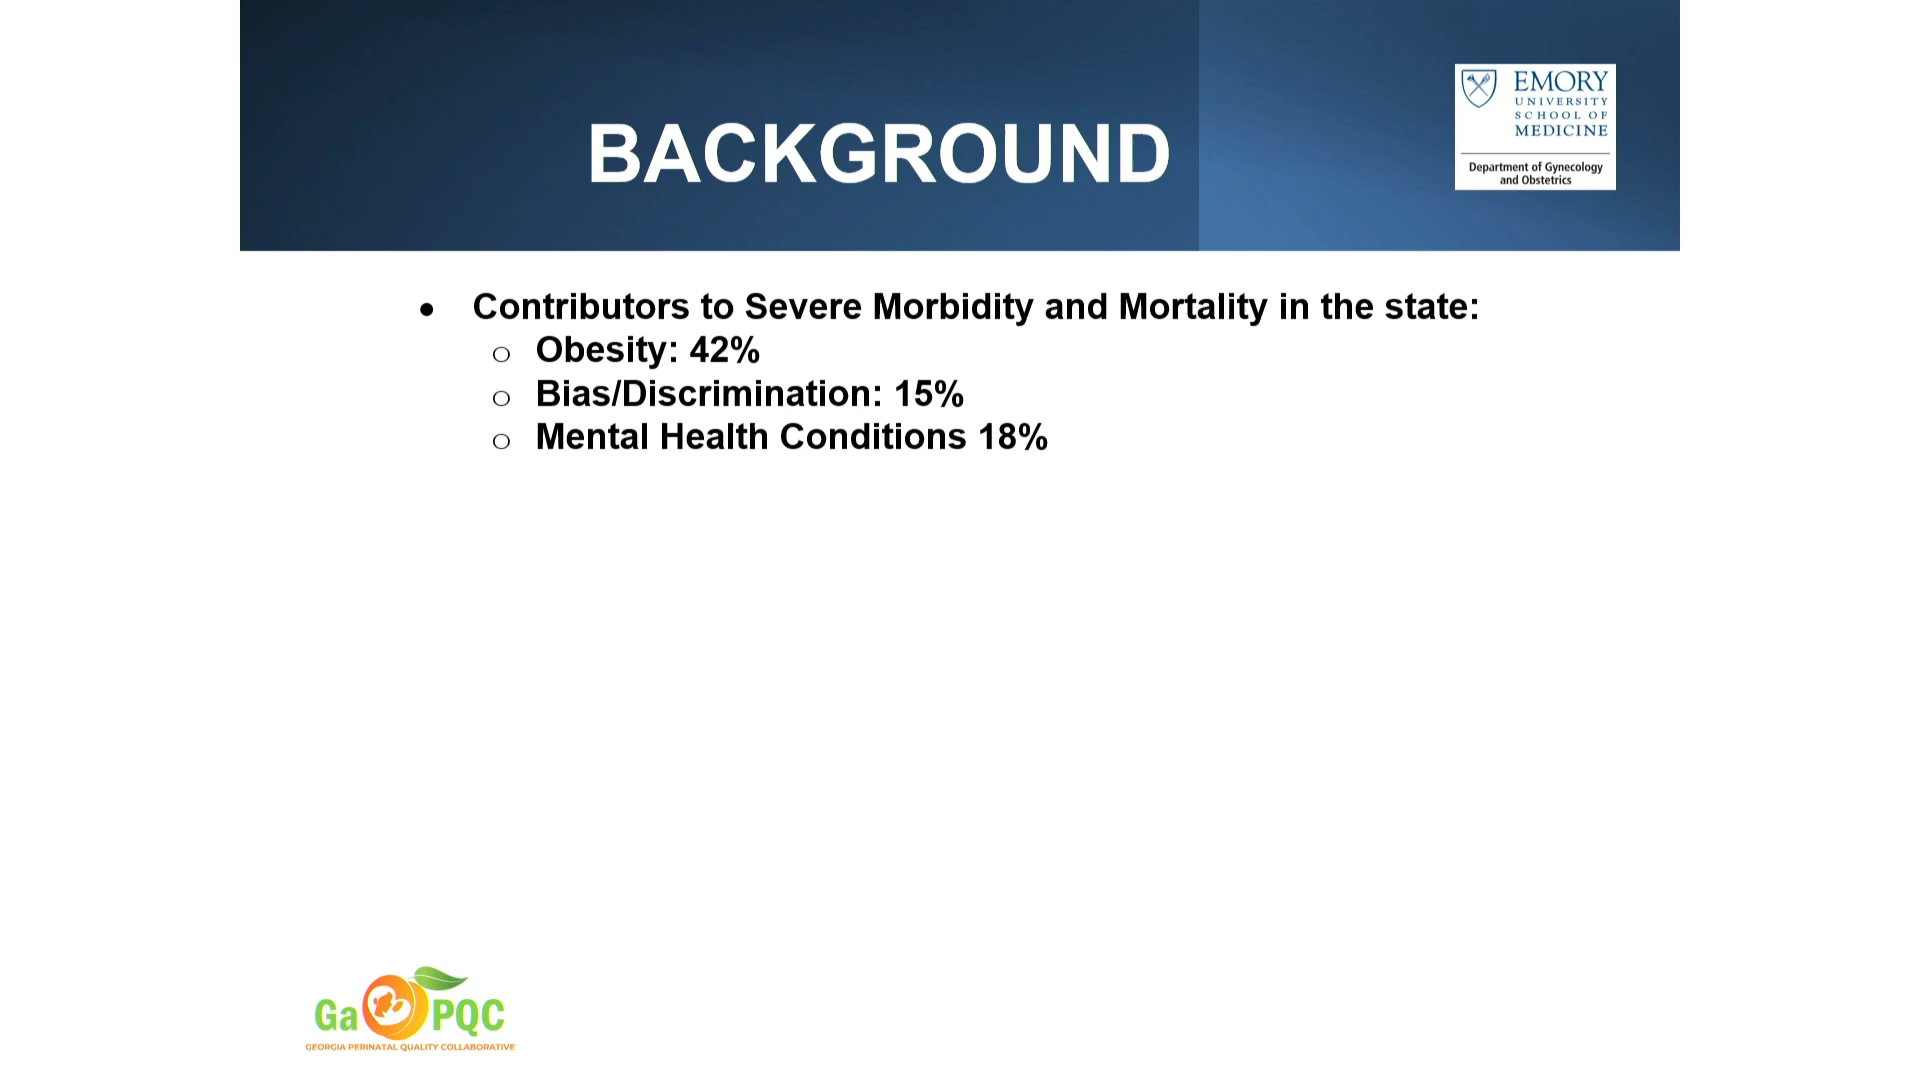 BACKGROUND
EMORY
UNIVERSITY
SCHOOL OF
MEDICINE
Department of Gynecology
and Obstetrics
• Contributors to Severe Morbidity and Mortality in the state:
o Obesity: 42%
o Bias/Discrimination: 15%
o Mental Health Conditions 18%
Ga PQC
GEORGIA PERINATAL QUALITY COLLABORATIVE